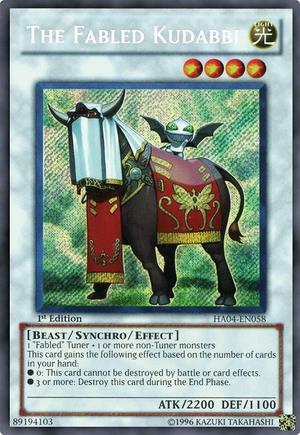 THE FABLED KUDABBI
LIGHT
光
1st Edition
HA04-EN058
[BEAST/SYNCHRO/EFFECT]
1 "Fabled" Tuner + 1 or more non-Tuner monsters
This card gains the following effect based on the number of cards
in your hand:
● 0: This card cannot be destroyed by battle or card effects.
● 3 or more: Destroy this card during the End Phase.
ATK/2200 DEF/1100
89194103
©1996 KAZUKI TAKAHASHI